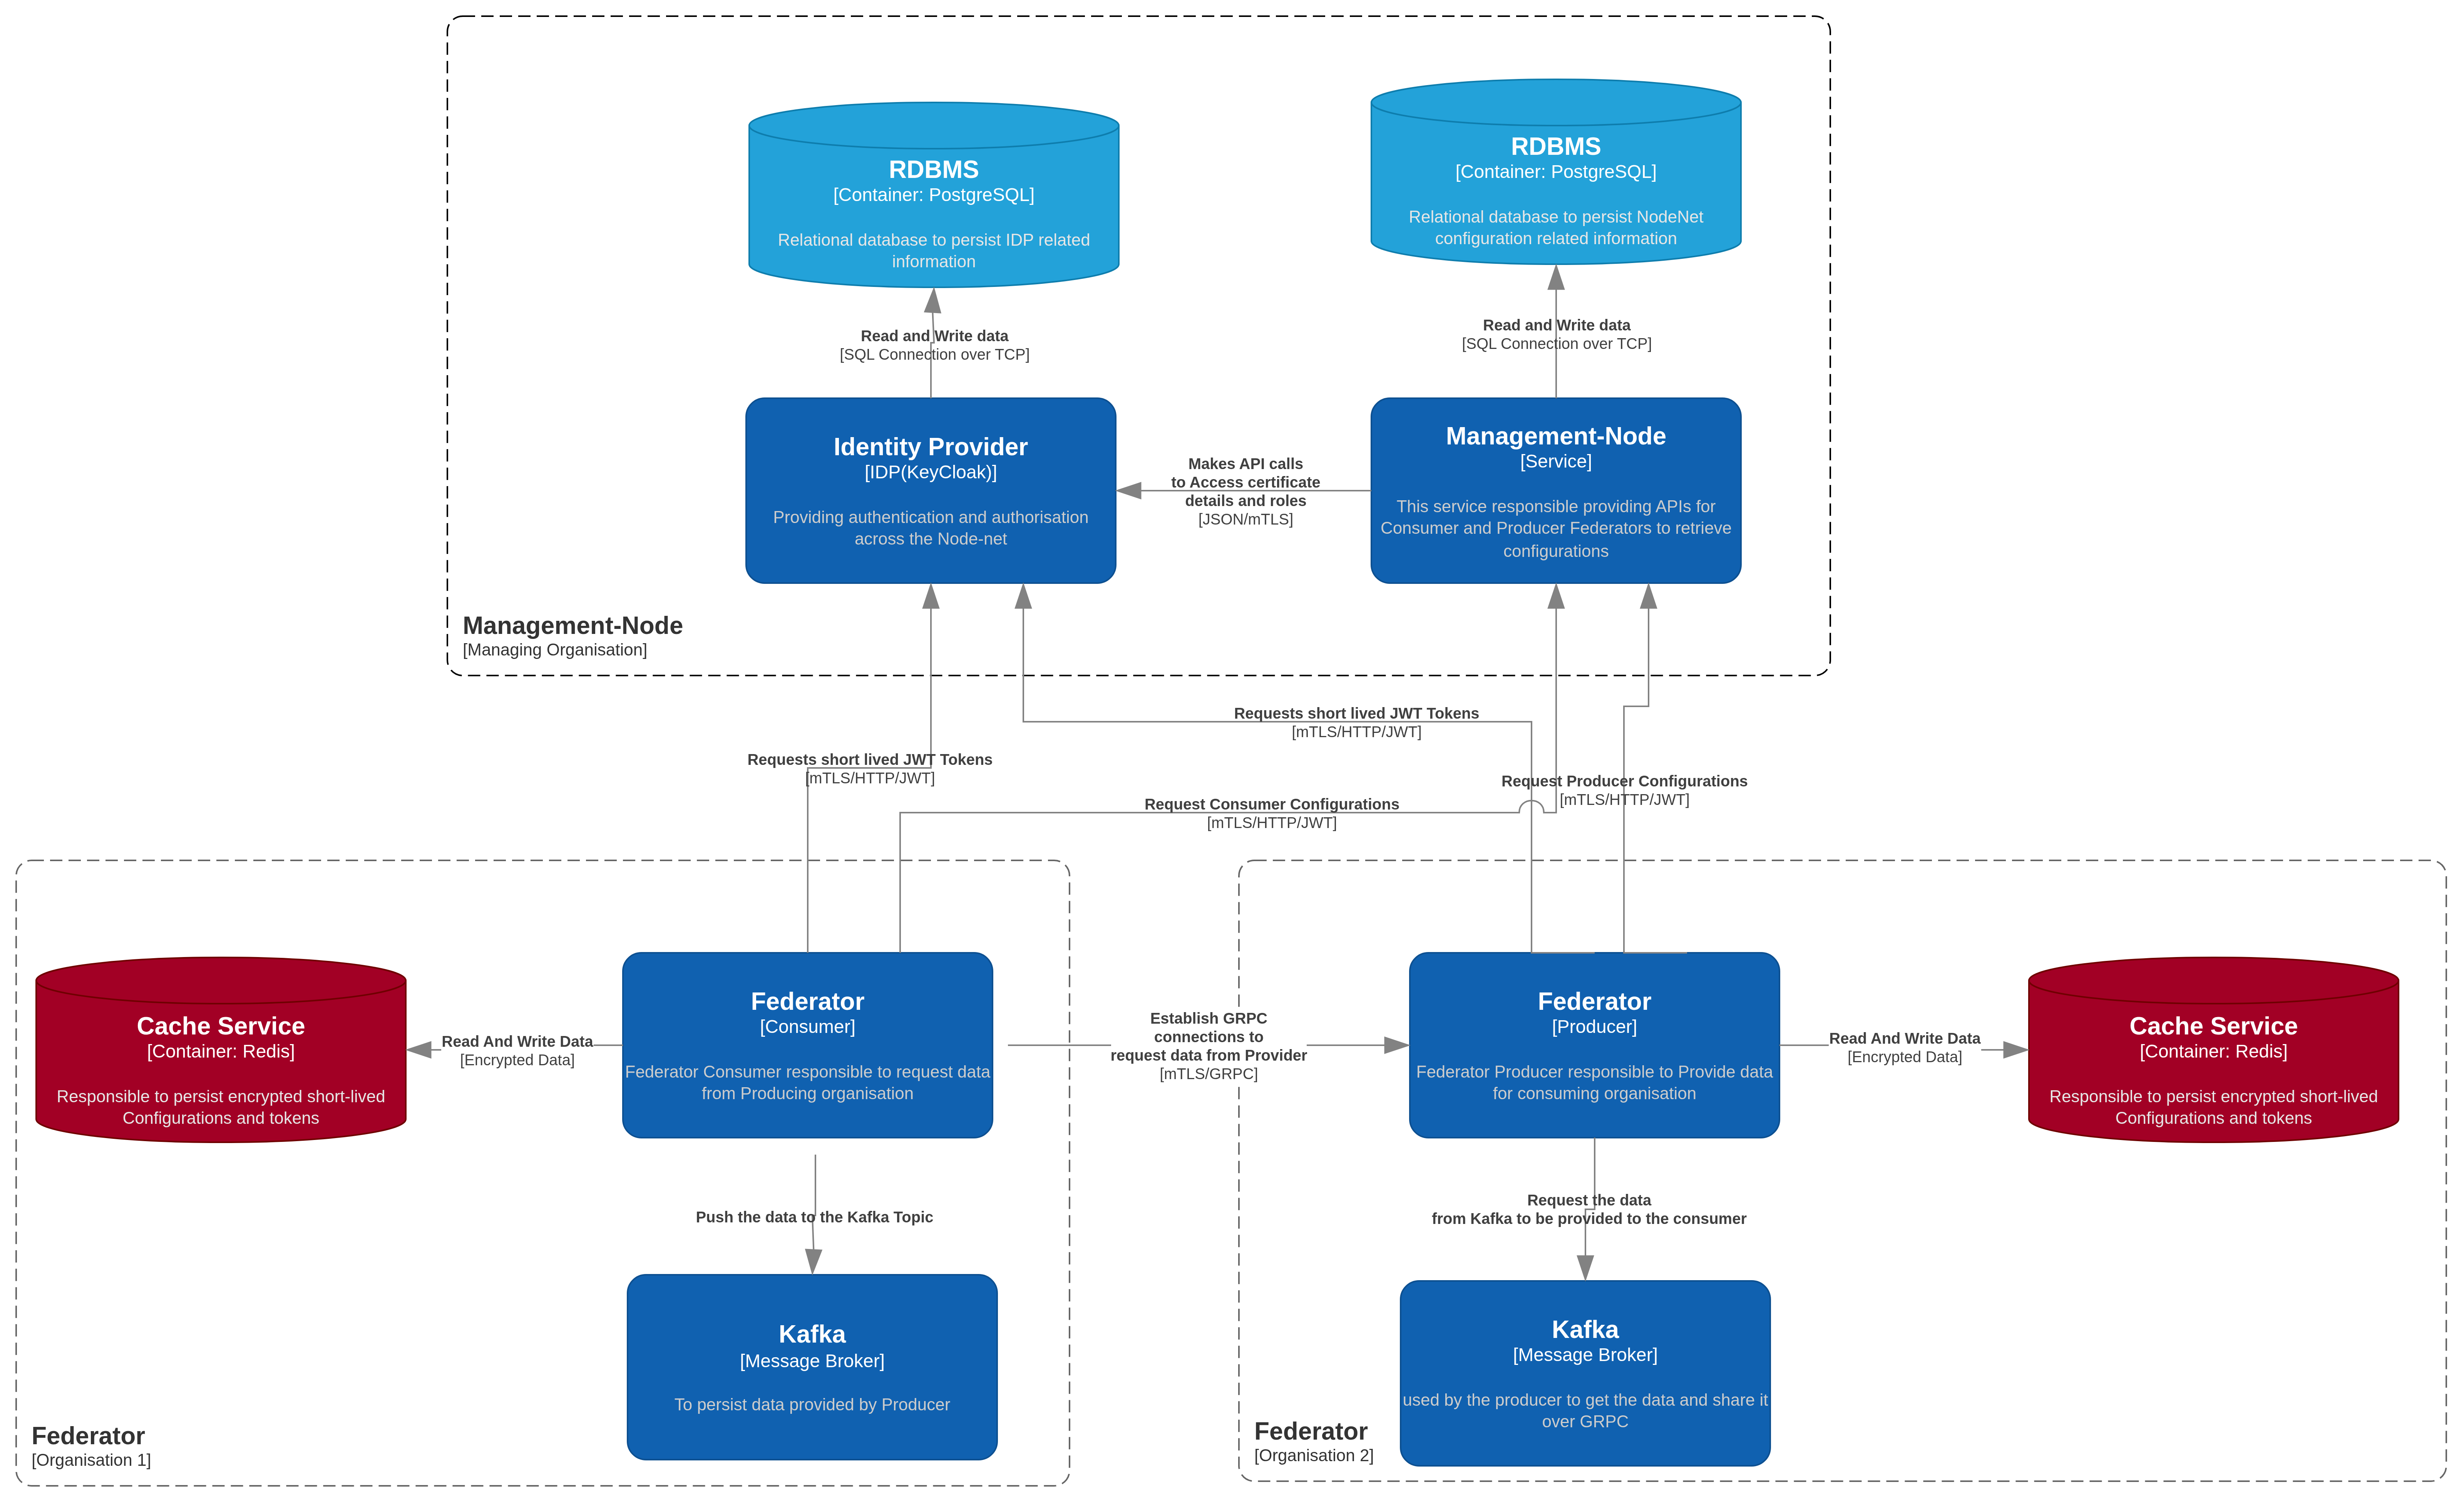 RDBMS
[Container: PostgreSQL]
Relational database to persist IDP related
information
RDBMS
[Container: PostgreSQL]
Relational database to persist NodeNet
configuration related information
Read and Write data
[SQL Connection over TCP]
Read and Write data
[SQL Connection over TCP]
Identity Provider
[IDP(KeyCloak)]
Providing authentication and authorisation
across the Node-net
Makes API calls
to Access certificate
details and roles
[JSON/mTLS]
Management-Node
[Service]
This service responsible providing APIs for
Consumer and Producer Federators to retrieve
configurations
Management-Node
[Managing Organisation]
Requests short lived JWT Tokens
[mTLS/HTTP/JWT]
Requests short lived JWT Tokens
[mTLS/HTTP/JWT]
Request Producer Configurations
[mTLS/HTTP/JWT]
Request Consumer Configurations
[mTLS/HTTP/JWT]
Cache Service
[Container: Redis]
Responsible to persist encrypted short-lived
Configurations and tokens
Read And Write Data
[Encrypted Data]
Federator
[Consumer]
Federator Consumer responsible to request data
from Producing organisation
Establish GRPC
connections to
request data from Provider
[mTLS/GRPC]
Federator
[Producer]
Federator Producer responsible to Provide data
for consuming organisation
Read And Write Data
[Encrypted Data]
Cache Service
[Container: Redis]
Responsible to persist encrypted short-lived
Configurations and tokens
Push the data to the Kafka Topic
Request the data
from Kafka to be provided to the consumer
Kafka
[Message Broker]
To persist data provided by Producer
Kafka
[Message Broker]
used by the producer to get the data and share it
over GRPC
Federator
[Organisation 1]
Federator
[Organisation 2]